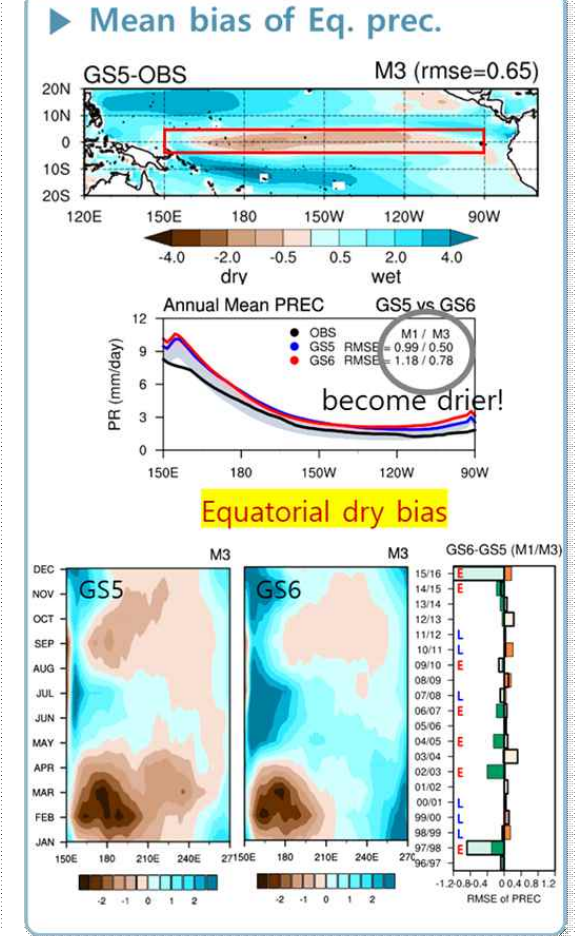 ▶ Mean bias of Eq. prec.
GS5-OBS M3 (rmse=0.65)
20N
10N
0
10S
20S
120E 150E 180 150W 120W 90W
-4.0 -2.0 -0.5 0.5 2.0 4.0
dry wet
Annual Mean PREC GS5 vs GS6
M1 / M3
OBS
GS5 RMSE = 0.99 / 0.50
GS6 RMSE = 1.18 / 0.78
become drier!
PR (mm/day)
12
9
6
3
0
150E 180 150W 120W 90W
Equatorial dry bias
M3 M3 GS6-GS5 (M1/M3)
GS5 GS6
DEC
NOV
OCT
SEP
AUG
JUL
JUN
MAY
APR
MAR
FEB
JAN
150E 180 210E 240E 27
150E 180 210E 240E 270
-2 -1 0 1 2
-2 -1 0 1 2
15/16 E
14/15 E
13/14
12/13
11/12 L
10/11 L
09/10 E
08/09
07/08 L
06/07 E
05/06
04/05 E
03/04
02/03 E
01/02
00/01 L
99/00 L
98/99 L
97/98 E
96/97
-1.2 -0.8 -0.4 0 0.4 0.8 1.2
RMSE of PREC